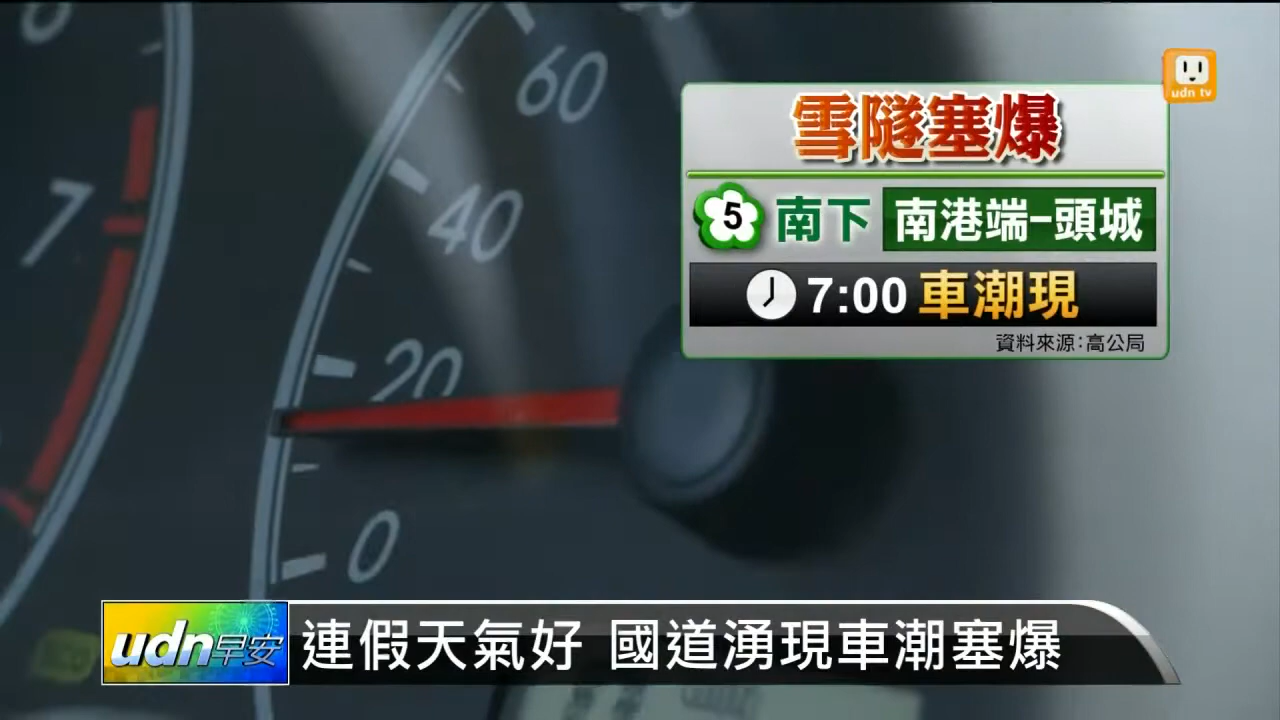 udn tv
雪隧塞爆
5 南下 南港端-頭城
7:00 車潮現
資料來源:高公局
60
40
7
20
0
udn早安 連假天氣好 國道湧現車潮塞爆